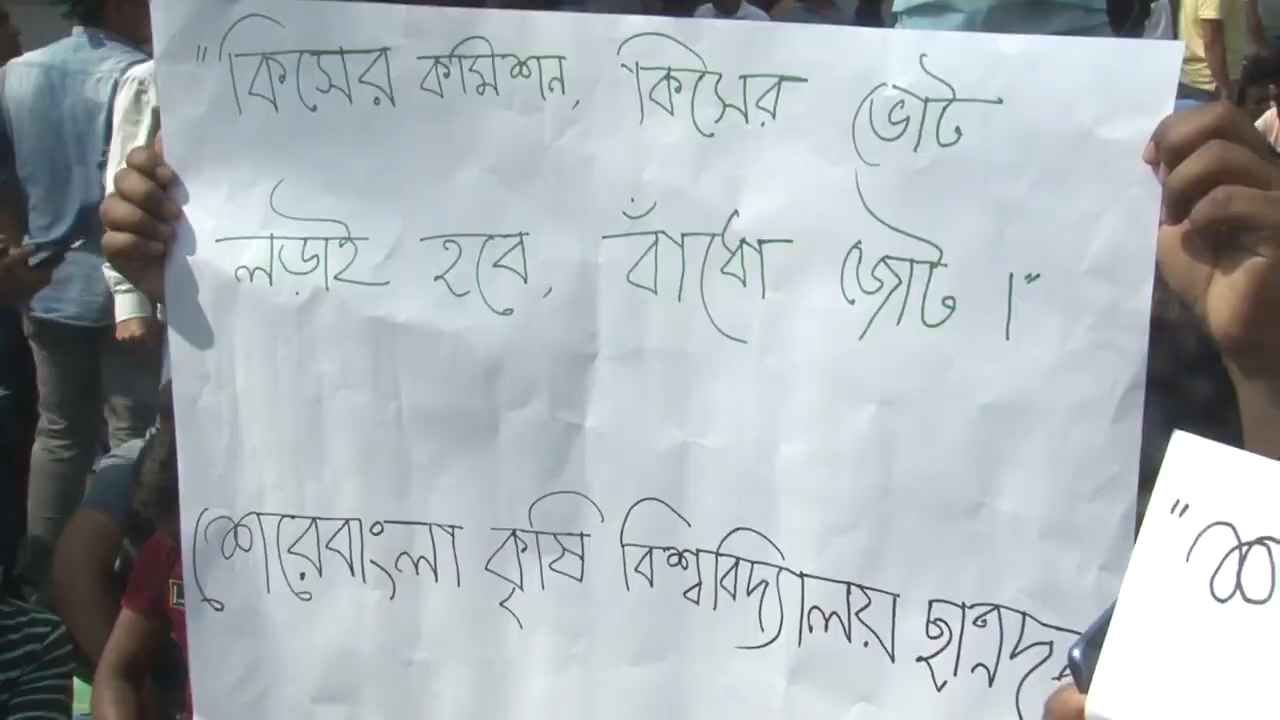 "কিসের কমিশন, কিসের ভোট
লড়াই হবে, বাঁধো জোট।"
শেরেবাংলা কৃষি বিশ্ববিদ্যালয়